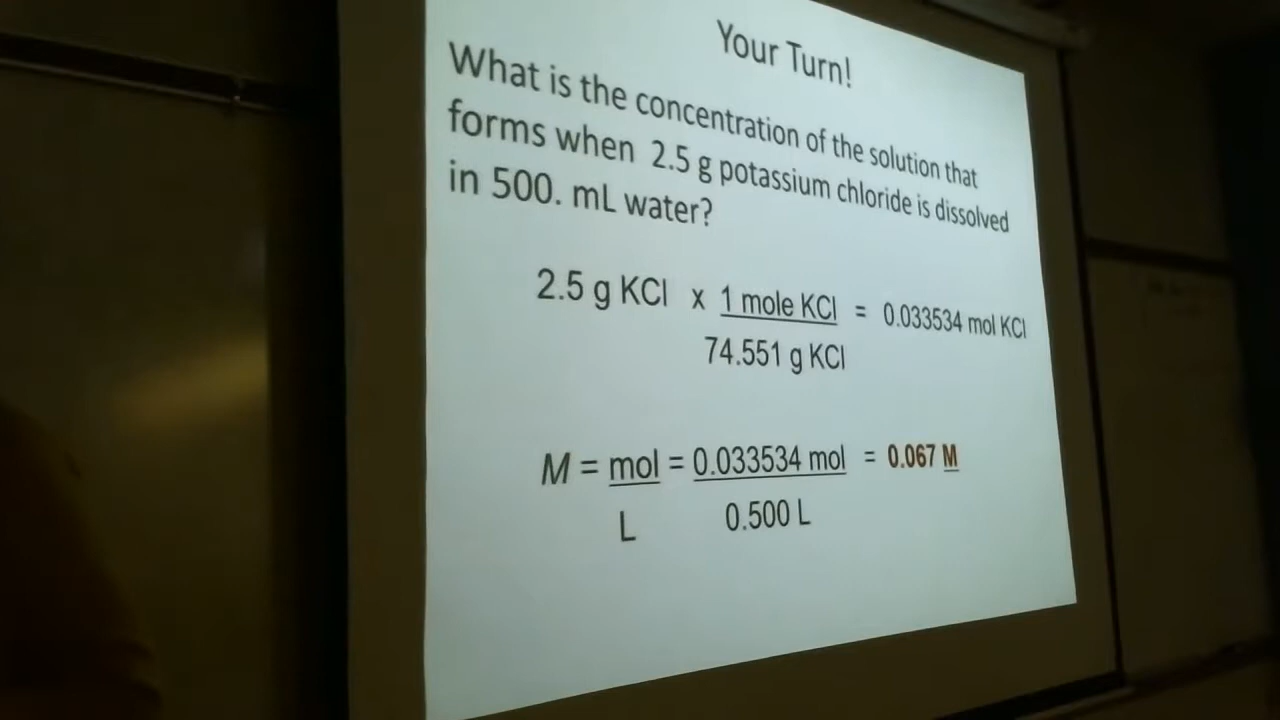 Your Turn!
What is the concentration of the solution that
forms when 2.5 g potassium chloride is dissolved
in 500. mL water?
2.5 g KCl x 1 mole KCl = 0.033534 mol KCl
74.551 g KCl
M = mol = 0.033534 mol = 0.067 M
L 0.500 L